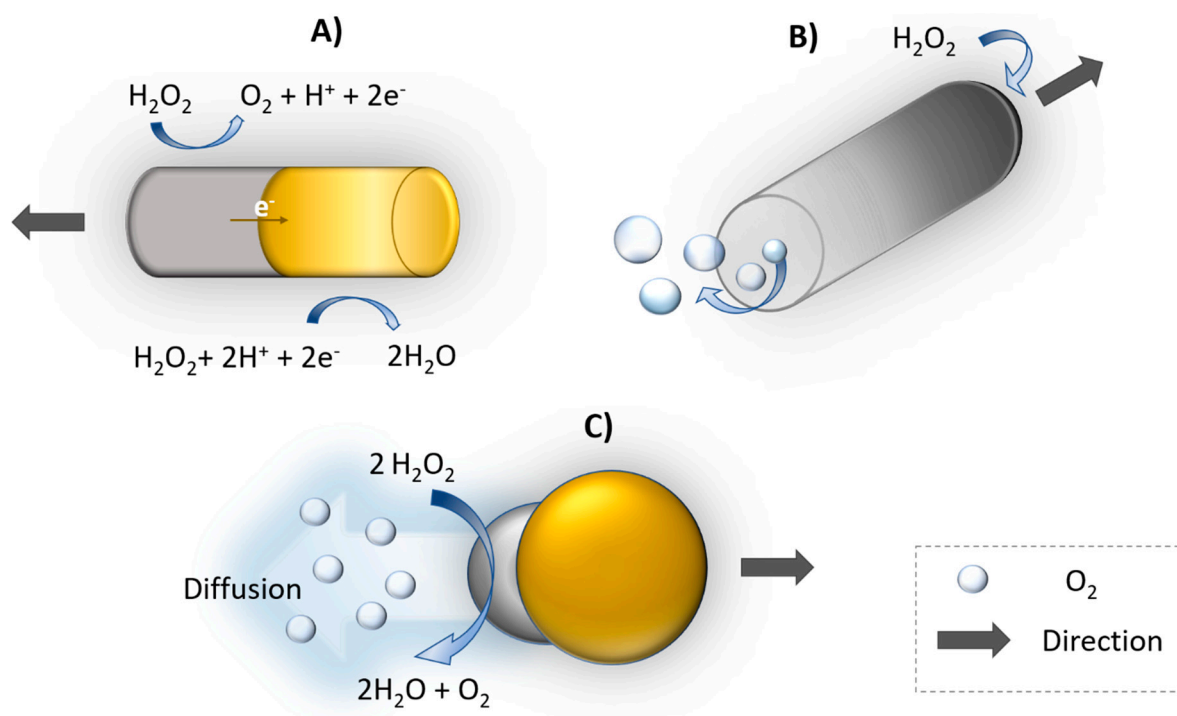 A)
H₂O₂ O₂ + H⁺ + 2e⁻
e⁻
H₂O₂+ 2H⁺ + 2e⁻ 2H₂O
B)
H₂O₂
C)
2 H₂O₂
Diffusion
2H₂O + O₂
O₂
Direction